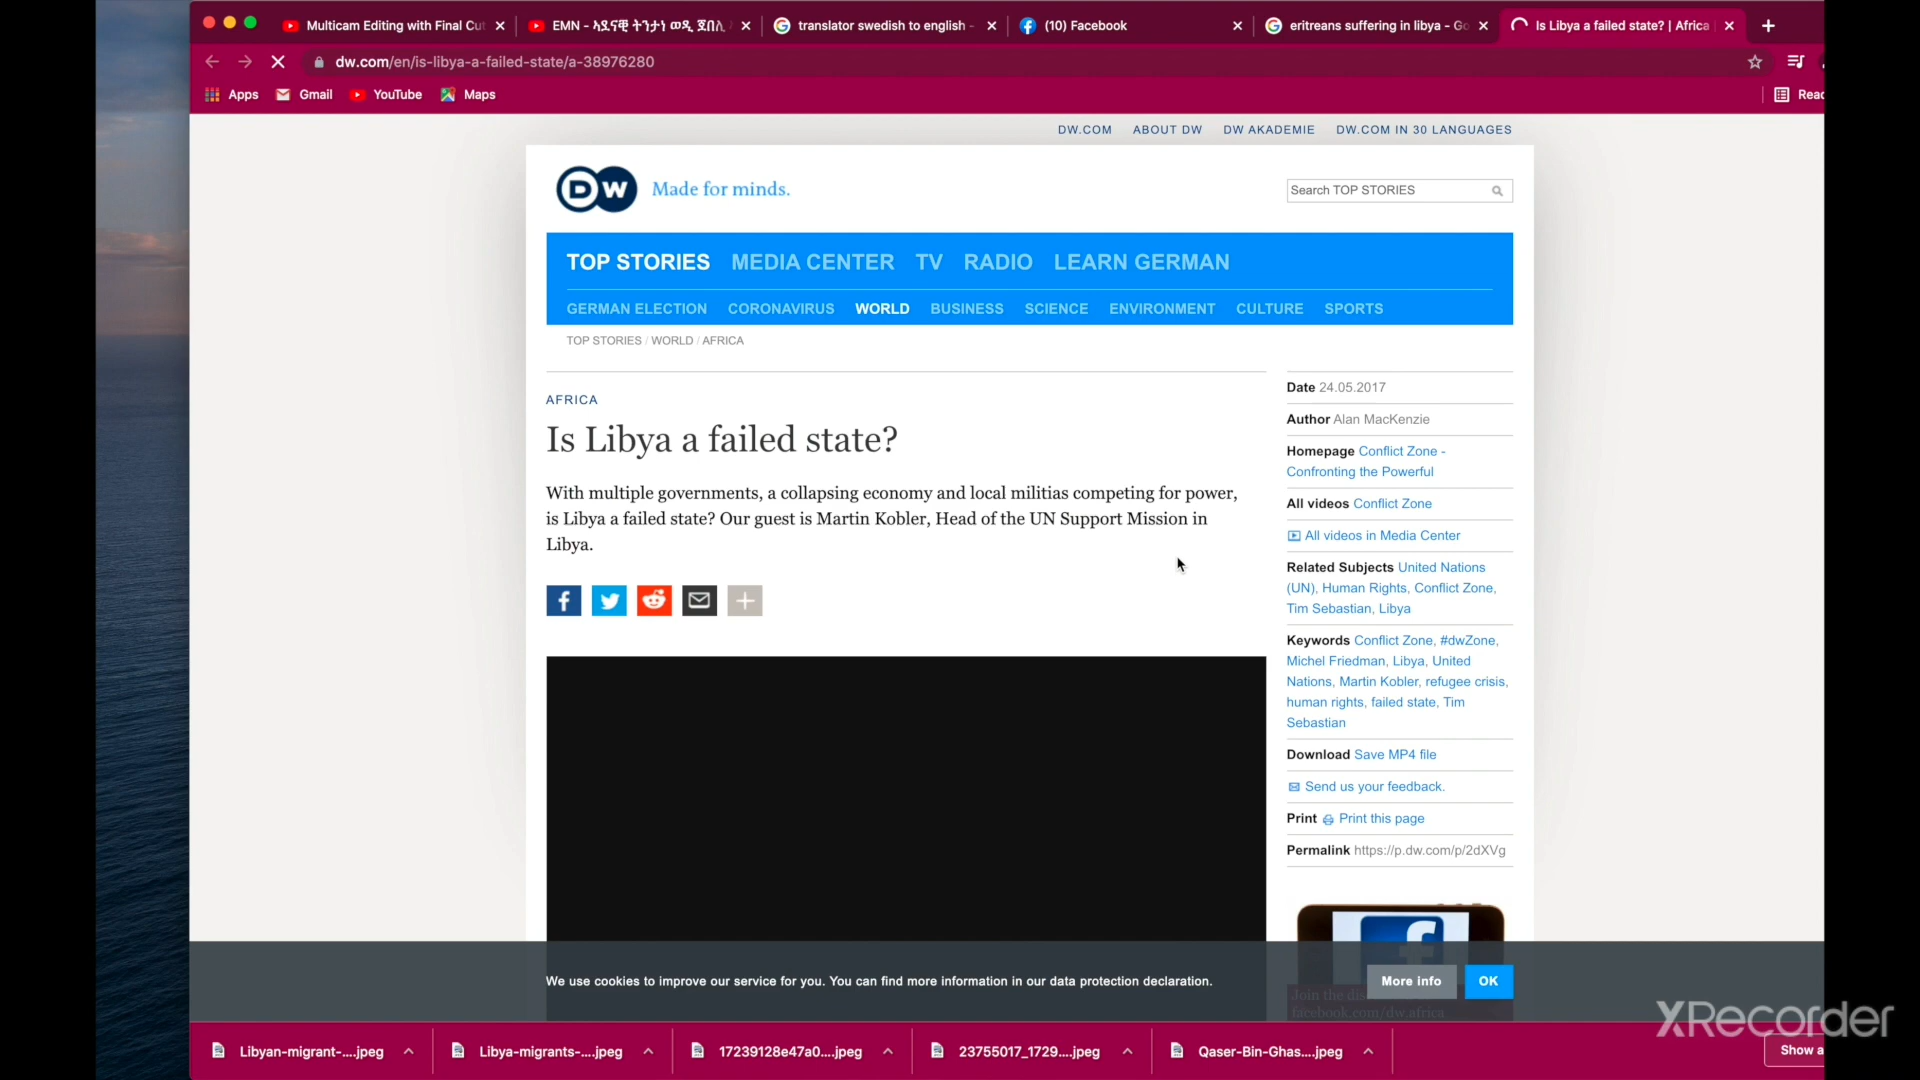 Multicam Editing with Final Cut
EMN - ኣደናቒ ትንታነ ወዲ ጀበሊ
translator swedish to english -
(10) Facebook
eritreans suffering in libya - Go
Is Libya a failed state? | Africa
dw.com/en/is-libya-a-failed-state/a-38976280
Apps
Gmail
YouTube
Maps
DW.COM ABOUT DW DW AKADEMIE DW.COM IN 30 LANGUAGES
DW Made for minds.
Search TOP STORIES
TOP STORIES MEDIA CENTER TV RADIO LEARN GERMAN
GERMAN ELECTION CORONAVIRUS WORLD BUSINESS SCIENCE ENVIRONMENT CULTURE SPORTS
TOP STORIES / WORLD / AFRICA
AFRICA
Is Libya a failed state?
With multiple governments, a collapsing economy and local militias competing for power,
is Libya a failed state? Our guest is Martin Kobler, Head of the UN Support Mission in
Libya.
Date 24.05.2017
Author Alan MacKenzie
Homepage Conflict Zone -
Confronting the Powerful
All videos Conflict Zone
All videos in Media Center
Related Subjects United Nations
(UN), Human Rights, Conflict Zone,
Tim Sebastian, Libya
Keywords Conflict Zone, #dwZone,
Michel Friedman, Libya, United
Nations, Martin Kobler, refugee crisis,
human rights, failed state, Tim
Sebastian
Download Save MP4 file
Send us your feedback.
Print Print this page
Permalink https://p.dw.com/p/2dXVg
We use cookies to improve our service for you. You can find more information in our data protection declaration.
More info
OK
Join the dis
facebook.com/dw.africa
XRecorder
Libyan-migrant-....jpeg
Libya-migrants-....jpeg
17239128e47a0....jpeg
23755017_1729....jpeg
Qaser-Bin-Ghas....jpeg
Show a